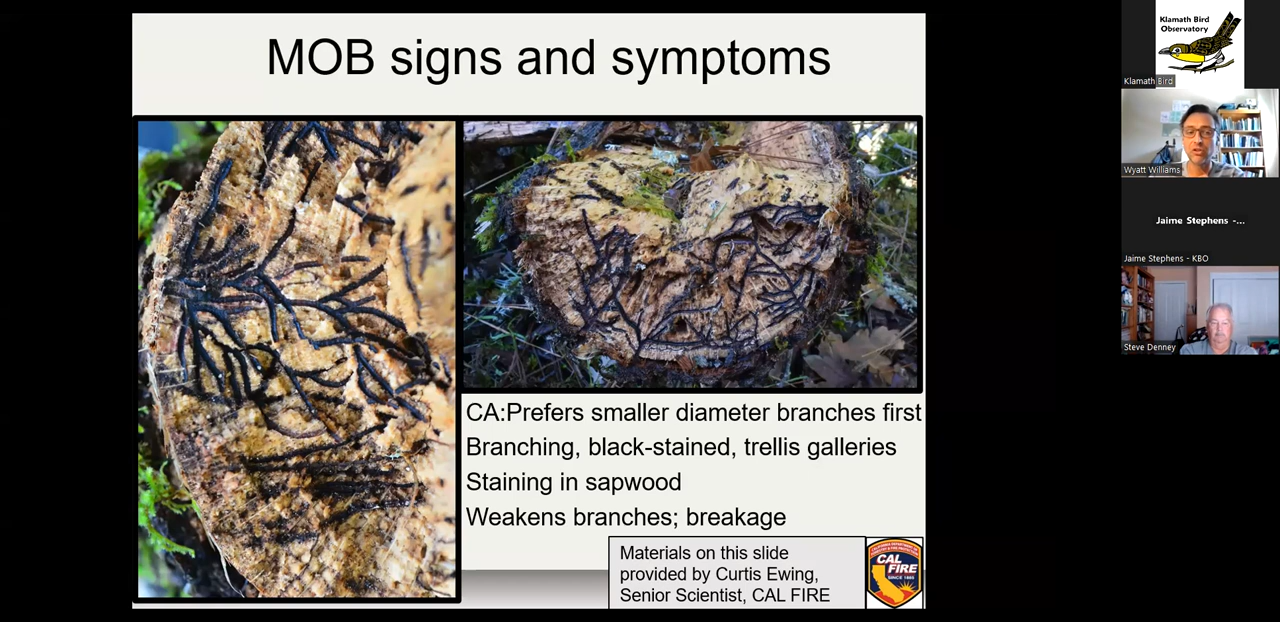 MOB signs and symptoms
CA:Prefers smaller diameter branches first
Branching, black-stained, trellis galleries
Staining in sapwood
Weakens branches; breakage
Materials on this slide
provided by Curtis Ewing,
Senior Scientist, CAL FIRE
CAL
FIRE
SINCE 1885
Klamath Bird
Observatory
Klamath Bird
Wyatt Williams
Jaime Stephens -...
Jaime Stephens - KBO
Steve Denney